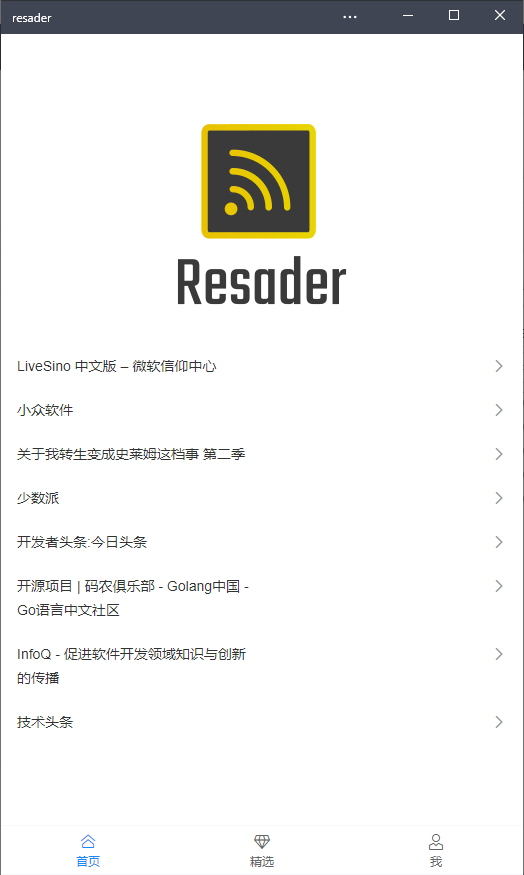 resader
Resader
LiveSino 中文版 – 微软信仰中心
小众软件
关于我转生变成史莱姆这档事 第二季
少数派
开发者头条:今日头条
开源项目 | 码农俱乐部 - Golang中国 -
Go语言中文社区
InfoQ - 促进软件开发领域知识与创新
的传播
技术头条
首页 精选 我